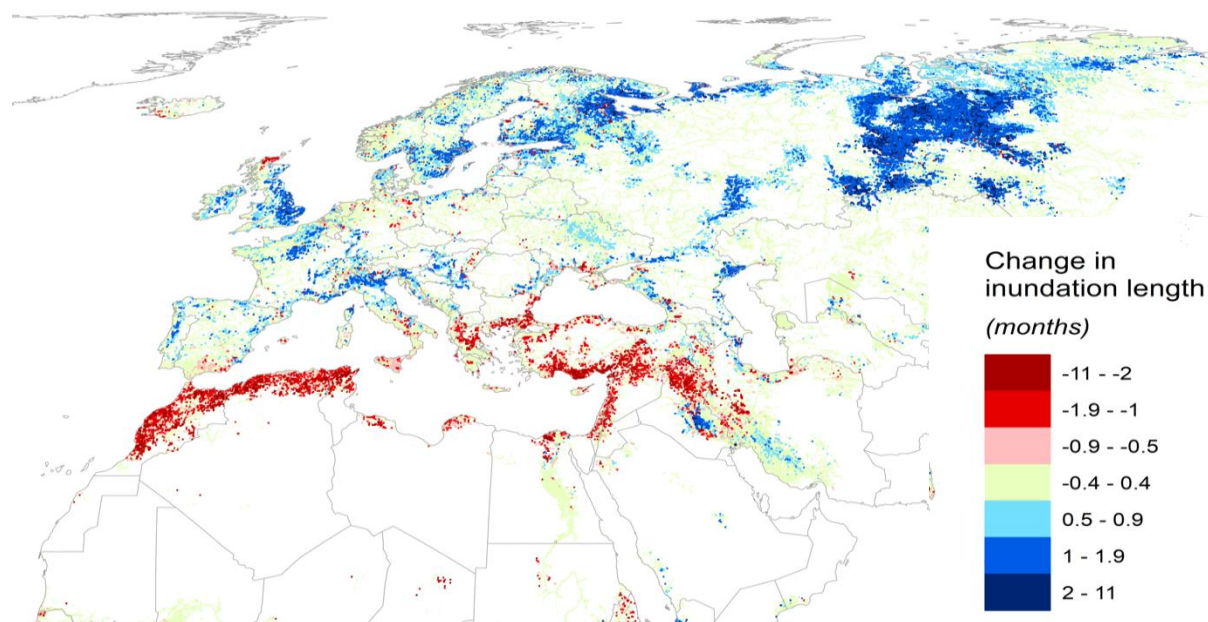 Change in
inundation length
(months)
-11 - -2
-1.9 - -1
-0.9 - -0.5
-0.4 - 0.4
0.5 - 0.9
1 - 1.9
2 - 11